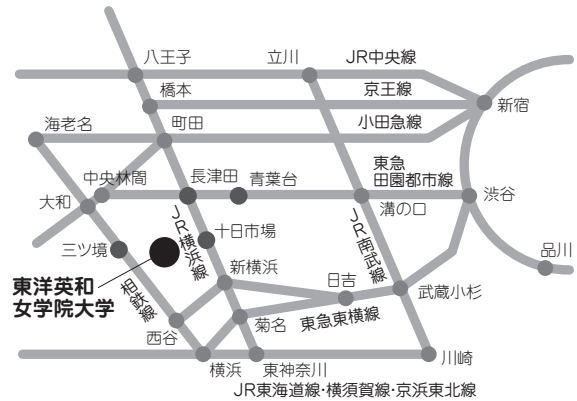 八王子
立川
JR中央線
橋本
京王線
新宿
海老名
町田
小田急線
中央林間
長津田
青葉台
東急
田園都市線
溝の口
渋谷
大和
JR横浜線
十日市場
JR南武線
三ツ境
新横浜
品川
東洋英和
女学院大学
相鉄線
日吉
武蔵小杉
西谷
菊名
東急東横線
横浜
東神奈川
川崎
JR東海道線・横須賀線・京浜東北線